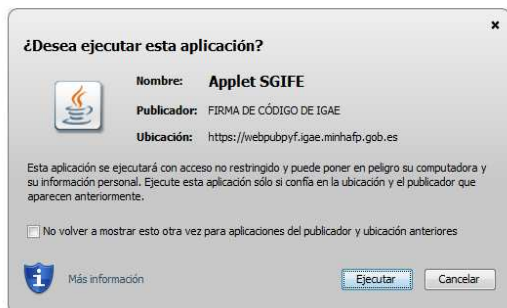 ¿Desea ejecutar esta aplicación?
Nombre: Applet SGIFE
Publicador: FIRMA DE CÓDIGO DE IGAE
Ubicación: https://webpubpyf.igae.minhafp.gob.es
Esta aplicación se ejecutará con acceso no restringido y puede poner en peligro su computadora y
su información personal. Ejecute esta aplicación sólo si confía en la ubicación y el publicador que
aparecen anteriormente.
No volver a mostrar esto otra vez para aplicaciones del publicador y ubicación anteriores
Más información
Ejecutar
Cancelar